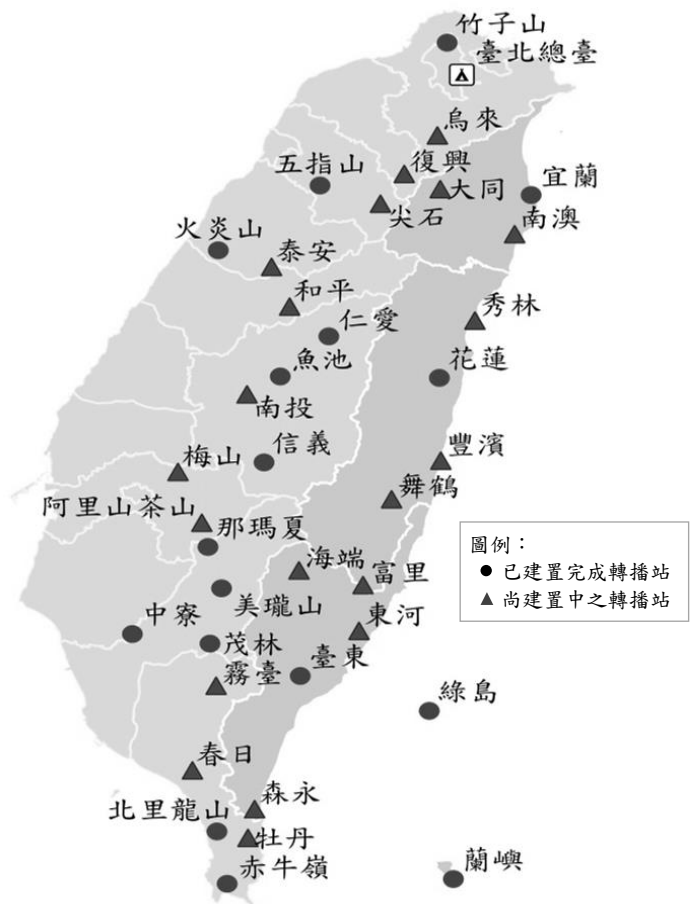 竹子山
臺北總臺
烏來
復興
五指山
大同
宜蘭
尖石
南澳
火炎山
泰安
和平
秀林
仁愛
魚池
花蓮
南投
信義
豐濱
梅山
舞鶴
阿里山茶山
那瑪夏
圖例：
● 已建置完成轉播站
▲ 尚建置中之轉播站
海端
富里
美瓏山
中寮
東河
茂林
臺東
霧臺
綠島
春日
森永
北里龍山
牡丹
赤牛嶺
蘭嶼